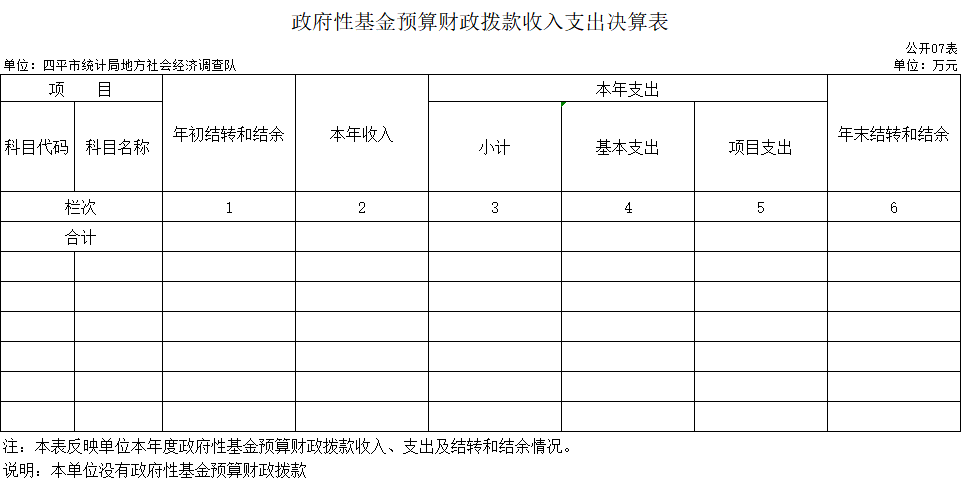 政府性基金预算财政拨款收入支出决算表
公开07表
单位：四平市统计局地方社会经济调查队 单位：万元
项 目 年初结转和结余 本年收入 本年支出 年末结转和结余
科目代码 科目名称 小计 基本支出 项目支出
栏次 1 2 3 4 5 6
合计
注：本表反映单位本年度政府性基金预算财政拨款收入、支出及结转和结余情况。
说明：本单位没有政府性基金预算财政拨款